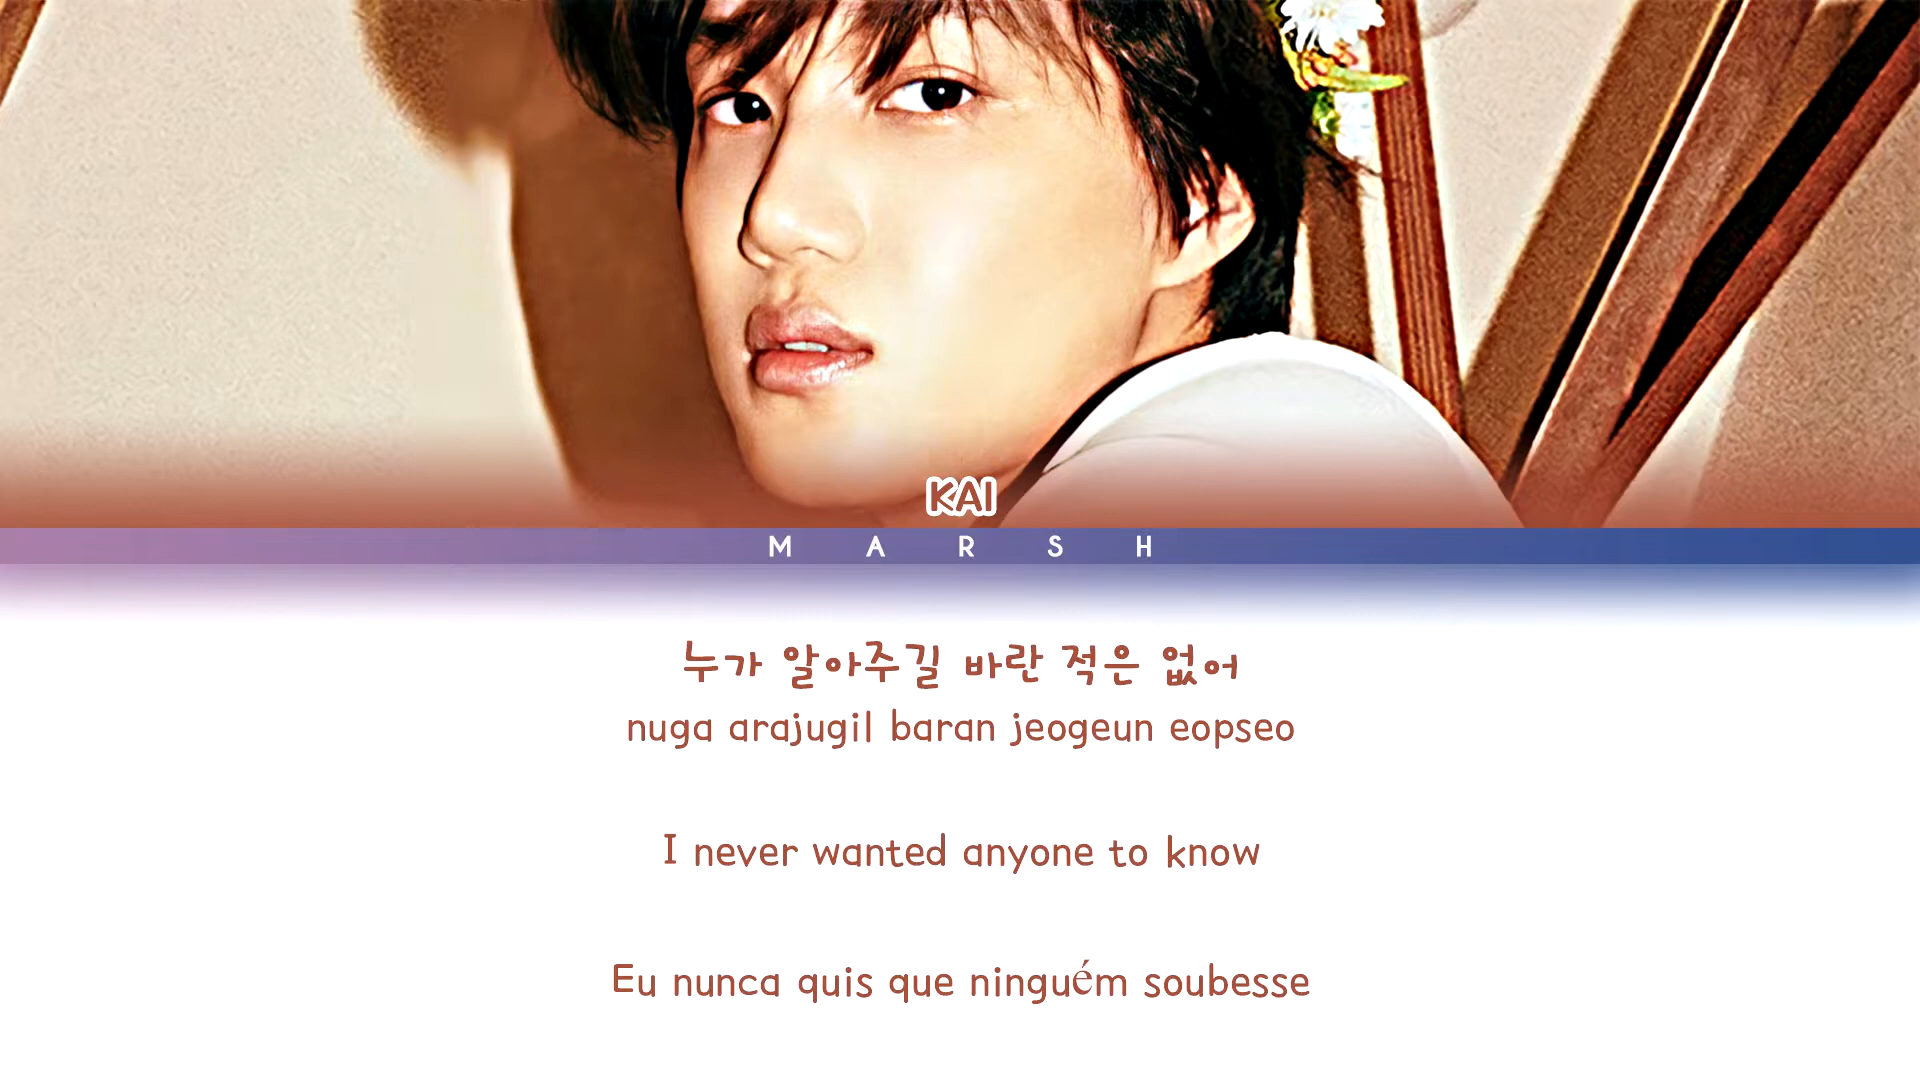 KAI
MARSH
누가 알아주길 바란 적은 없어
nuga arajugil baran jeogeun eopseo
I never wanted anyone to know
Eu nunca quis que ninguém soubesse